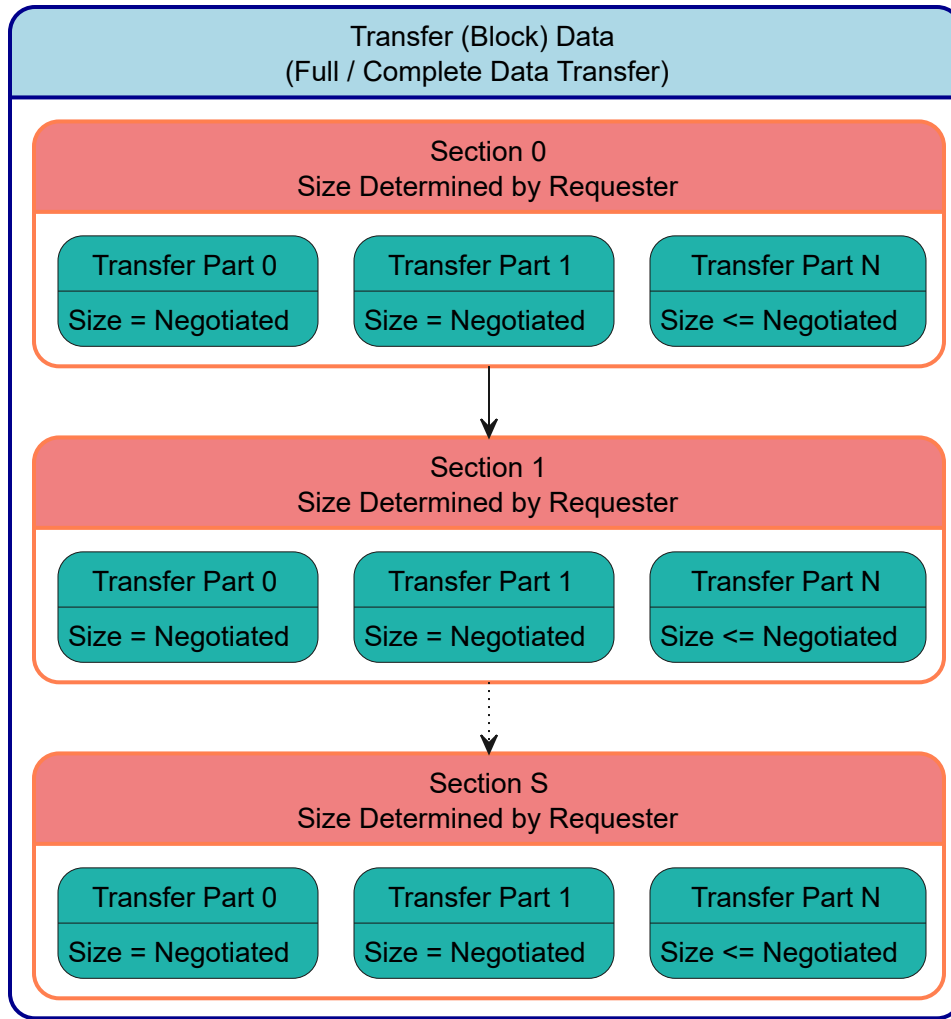 Transfer (Block) Data
(Full / Complete Data Transfer)
Section 0
Size Determined by Requester
Transfer Part 0
Size = Negotiated
Transfer Part 1
Size = Negotiated
Transfer Part N
Size <= Negotiated
Section 1
Size Determined by Requester
Transfer Part 0
Size = Negotiated
Transfer Part 1
Size = Negotiated
Transfer Part N
Size <= Negotiated
Section S
Size Determined by Requester
Transfer Part 0
Size = Negotiated
Transfer Part 1
Size = Negotiated
Transfer Part N
Size <= Negotiated